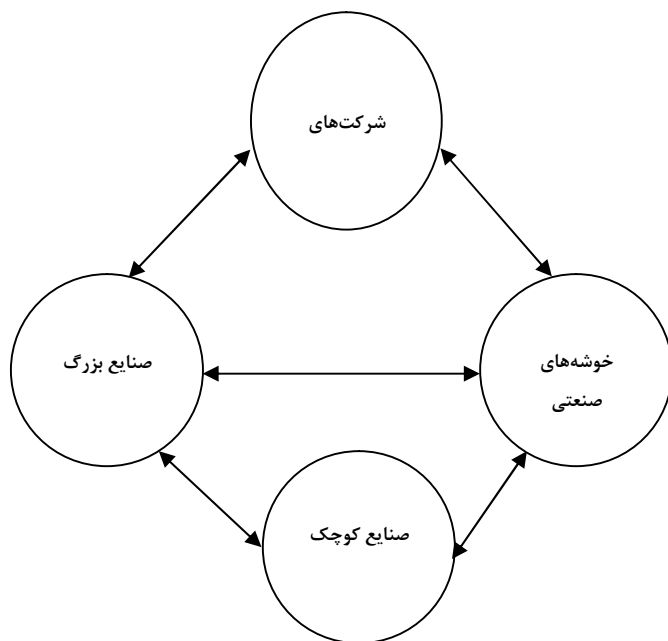 شرکت‌های
صنایع بزرگ
خوشه‌های
صنعتی
صنایع کوچک